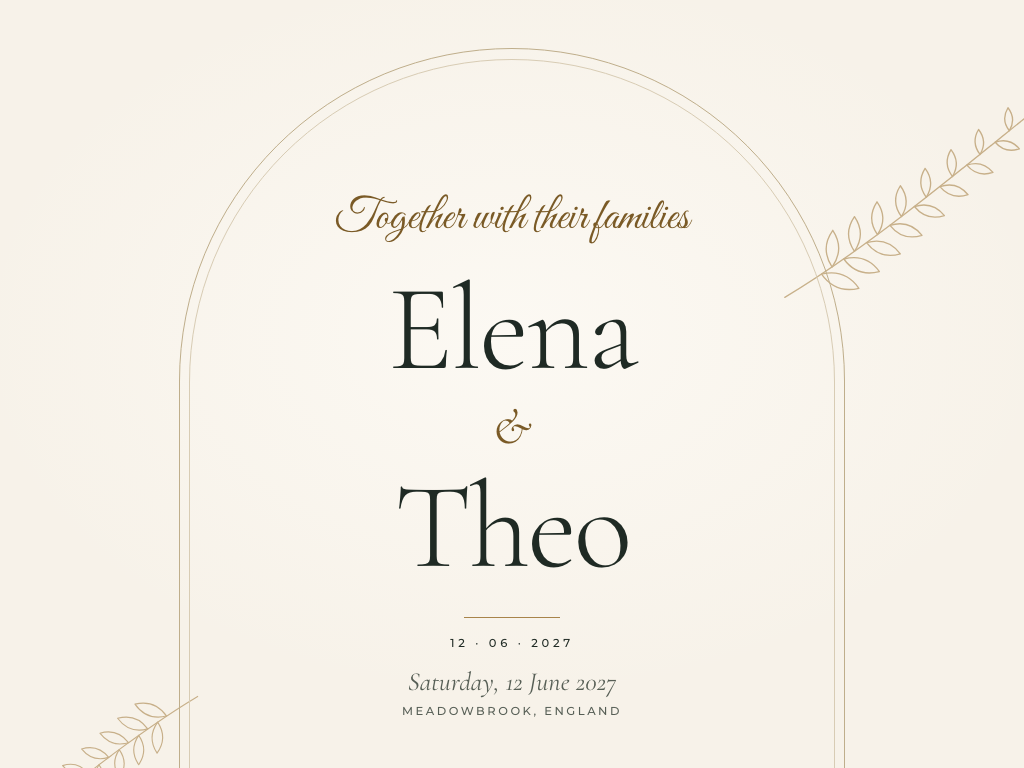 Together with their families
Elena
&
Theo
12 · 06 · 2027
Saturday, 12 June 2027
MEADOWBROOK, ENGLAND